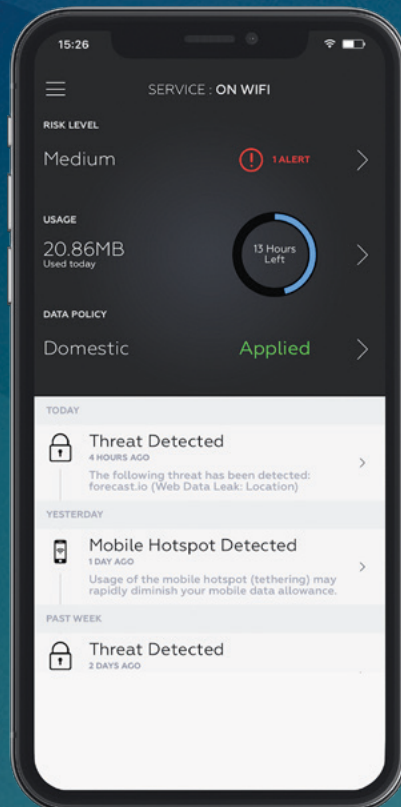 15:26
SERVICE : ON WIFI
RISK LEVEL
Medium
1 ALERT
USAGE
20.86MB
Used today
13 Hours
Left
DATA POLICY
Domestic
Applied
TODAY
Threat Detected
4 HOURS AGO
The following threat has been detected:
forecast.io (Web Data Leak: Location)
YESTERDAY
Mobile Hotspot Detected
1 DAY AGO
Usage of the mobile hotspot (tethering) may
rapidly diminish your mobile data allowance.
PAST WEEK
Threat Detected
2 DAYS AGO